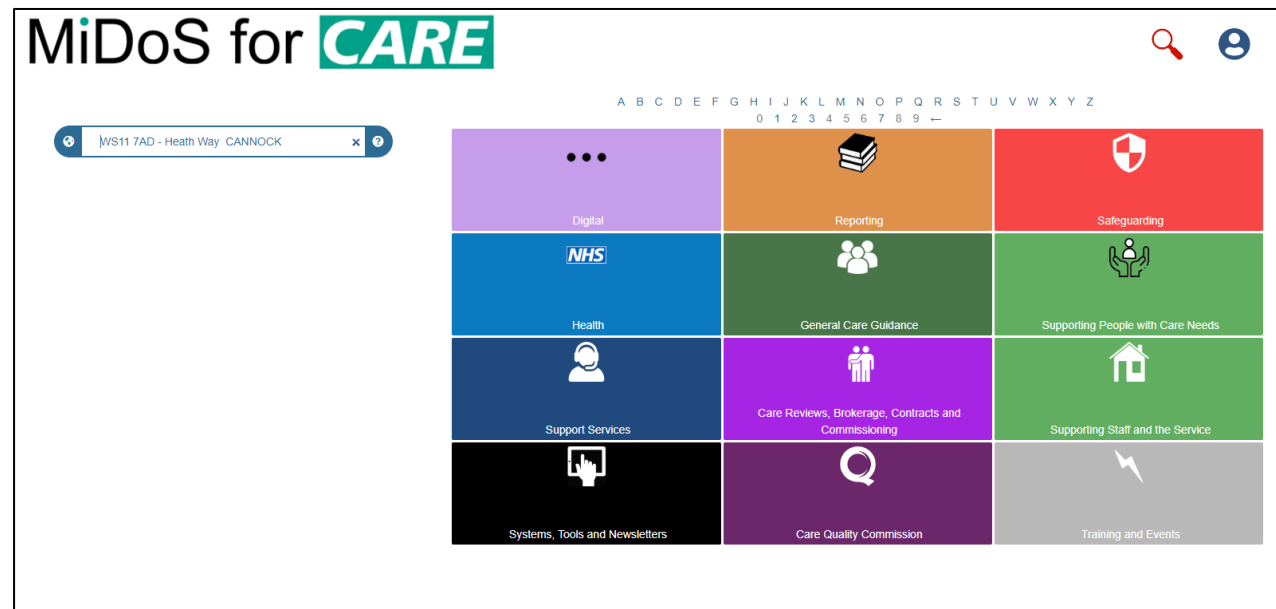 MiDoS for CARE
A B C D E F G H I J K L M N O P Q R S T U V W X Y Z
0 1 2 3 4 5 6 7 8 9 ←
WS11 7AD - Heath Way CANNOCK × ?
Digital
Reporting
Safeguarding
NHS
Health
General Care Guidance
Supporting People with Care Needs
Support Services
Care Reviews, Brokerage, Contracts and
Commissioning
Supporting Staff and the Service
Systems, Tools and Newsletters
Care Quality Commission
Training and Events